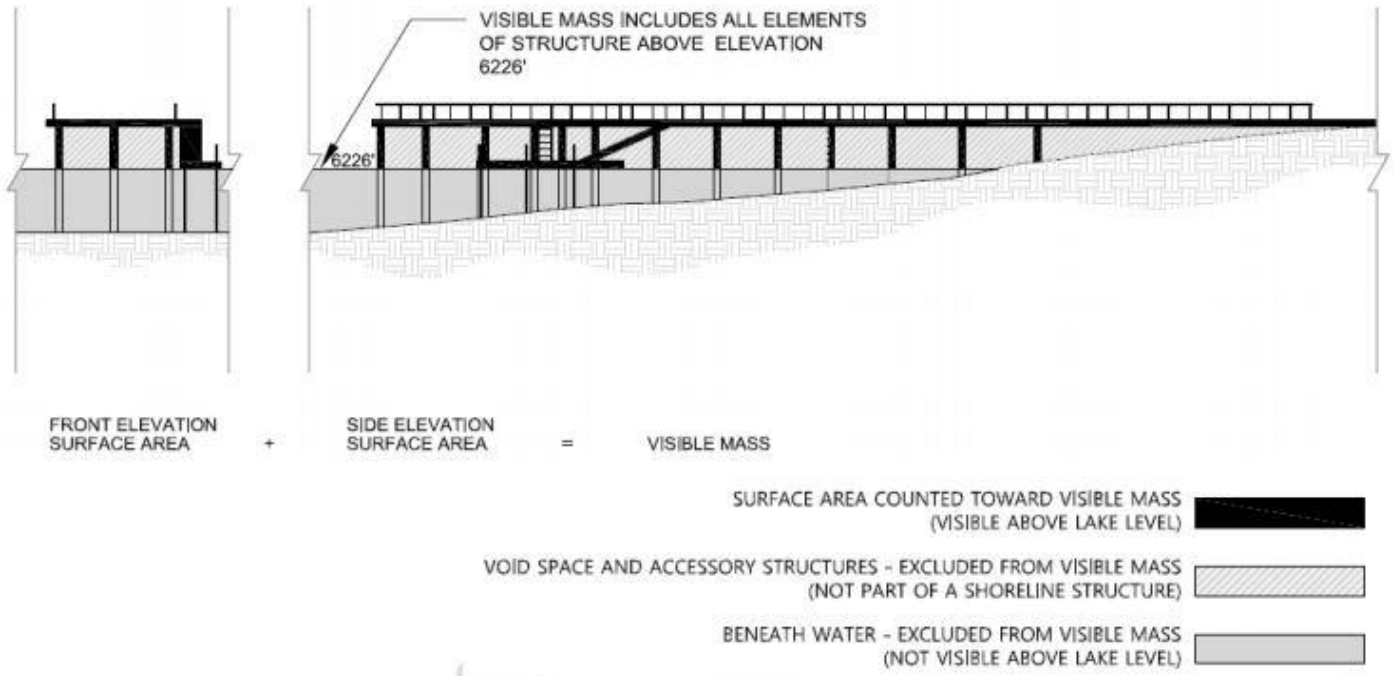 VISIBLE MASS INCLUDES ALL ELEMENTS
OF STRUCTURE ABOVE ELEVATION
6226'
6226'
FRONT ELEVATION
SURFACE AREA
+
SIDE ELEVATION
SURFACE AREA
=
VISIBLE MASS
SURFACE AREA COUNTED TOWARD VISIBLE MASS
(VISIBLE ABOVE LAKE LEVEL)
VOID SPACE AND ACCESSORY STRUCTURES - EXCLUDED FROM VISIBLE MASS
(NOT PART OF A SHORELINE STRUCTURE)
BENEATH WATER - EXCLUDED FROM VISIBLE MASS
(NOT VISIBLE ABOVE LAKE LEVEL)